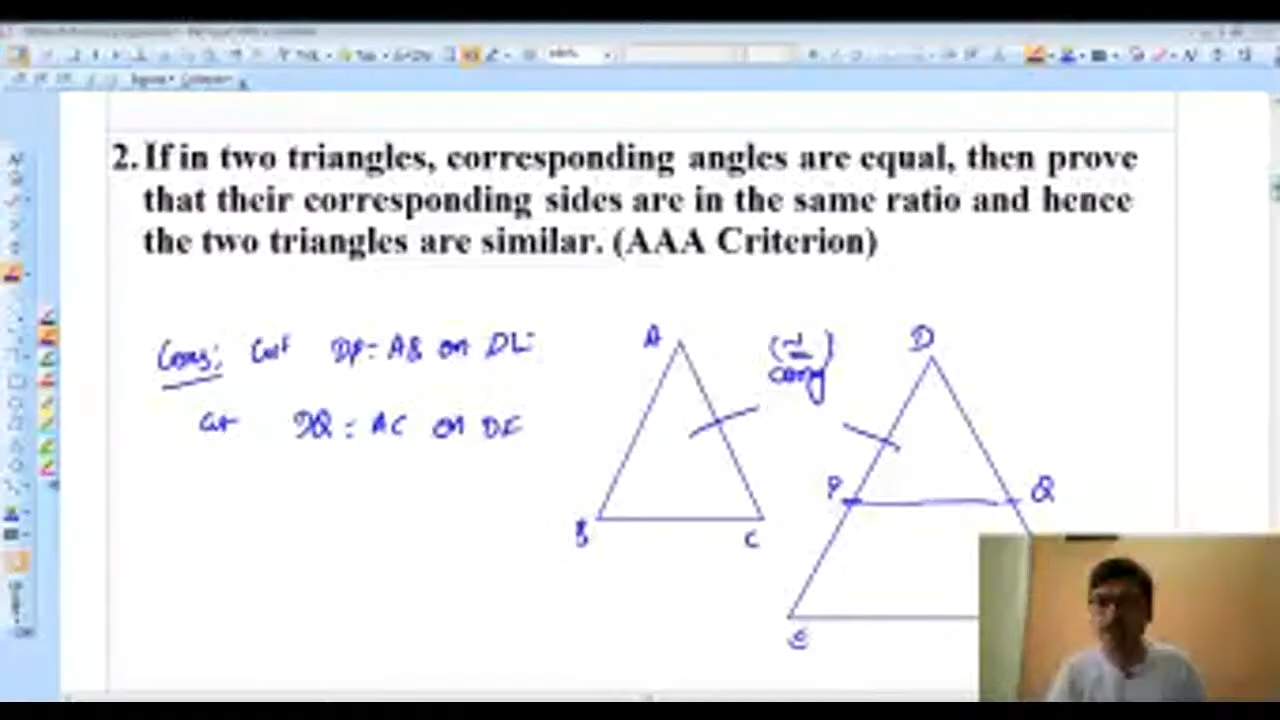 2. If in two triangles, corresponding angles are equal, then prove
that their corresponding sides are in the same ratio and hence
the two triangles are similar. (AAA Criterion)
Cons: Cut DP = AB on DE
Cut DQ = AC on DF
A
B
C
cong
D
P
Q
E